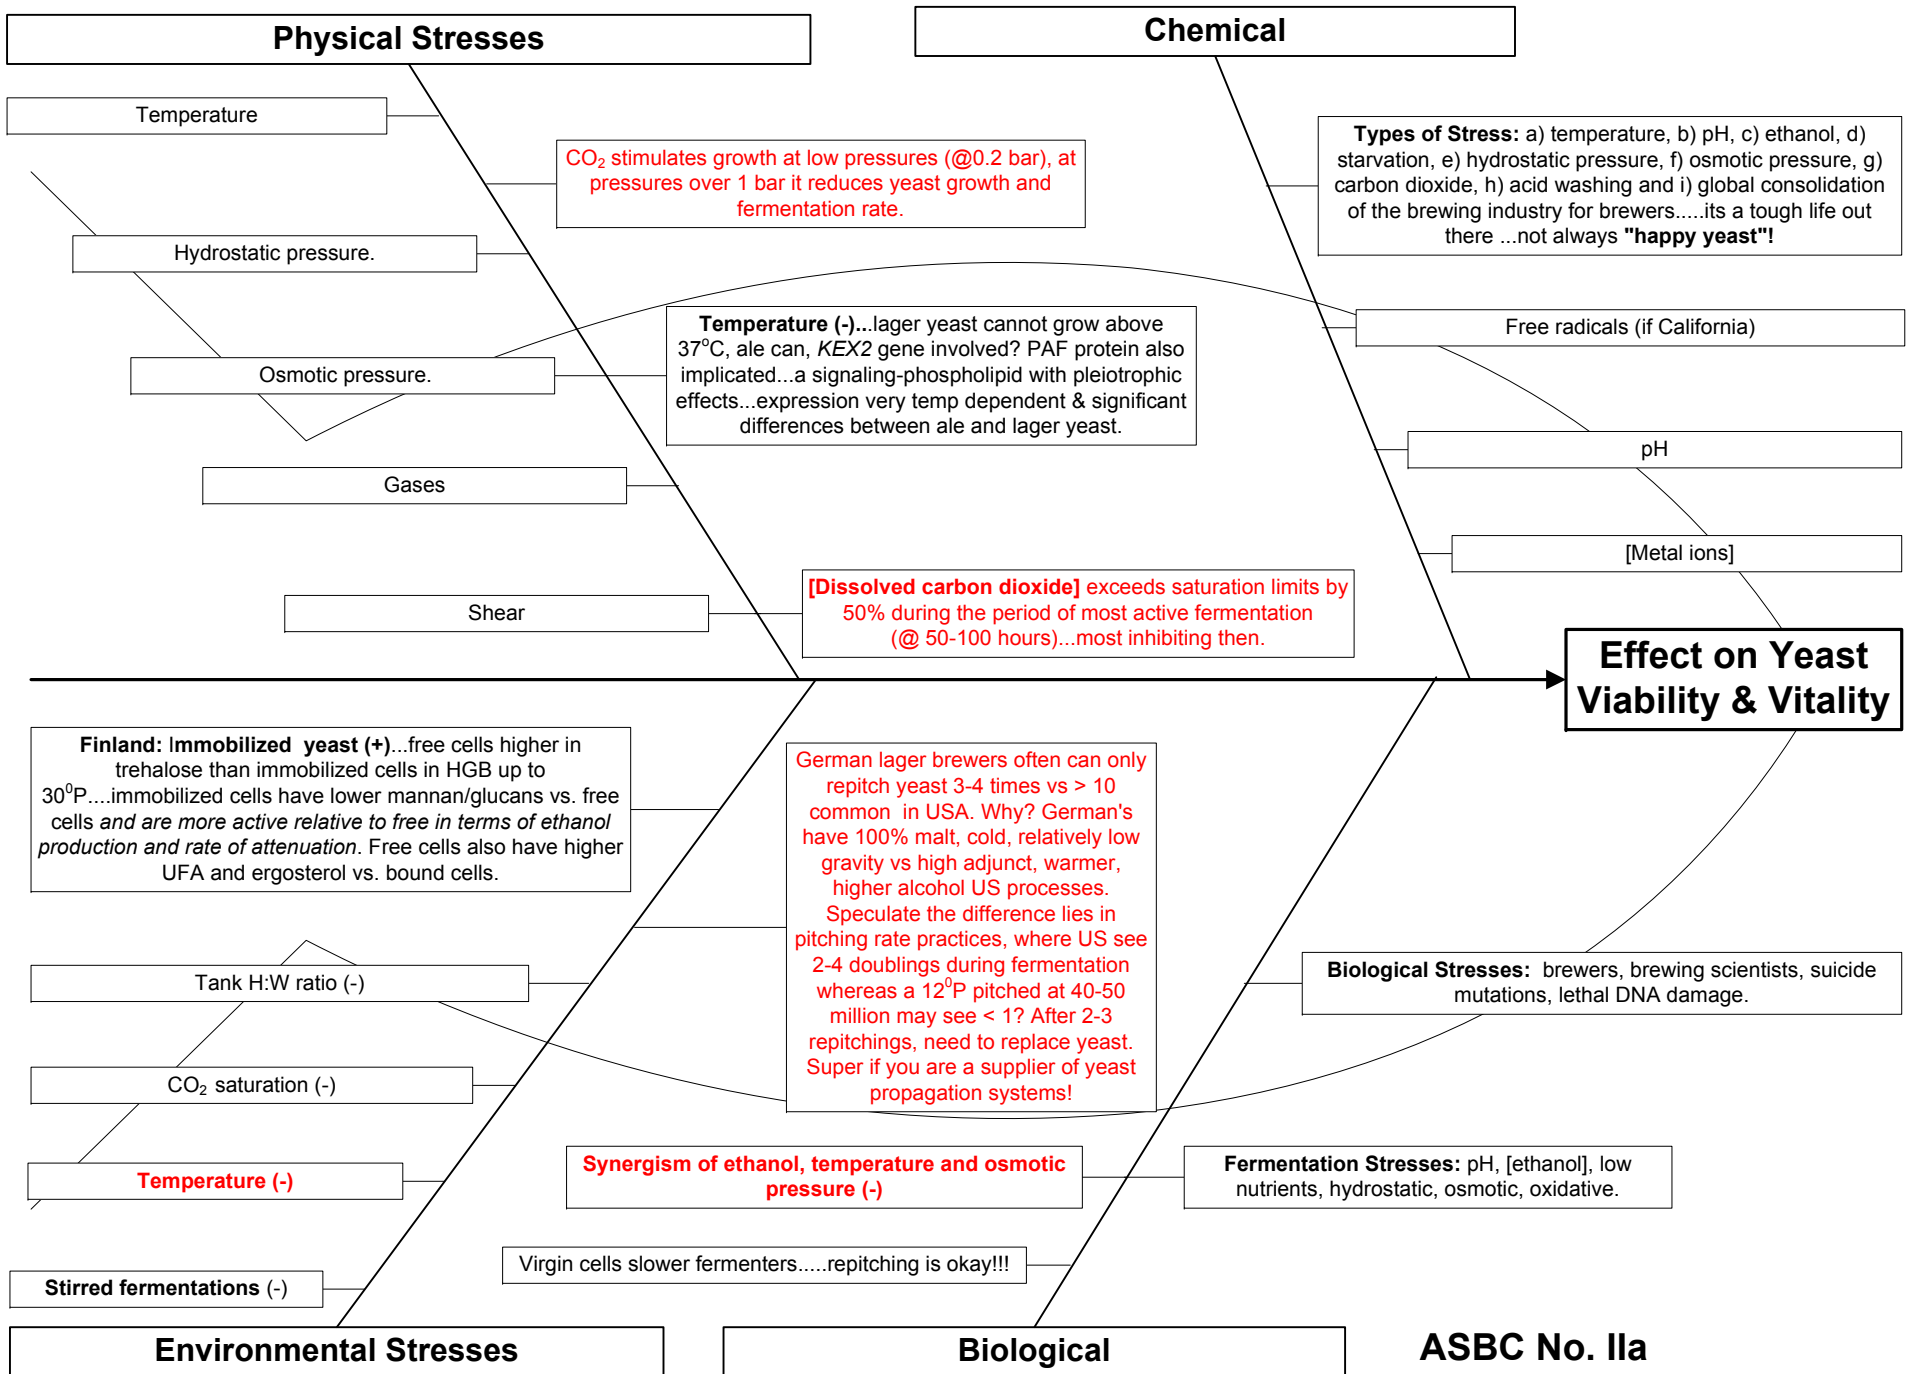 Physical Stresses
Chemical
Temperature
CO₂ stimulates growth at low pressures (@0.2 bar), at
pressures over 1 bar it reduces yeast growth and
fermentation rate.
Types of Stress: a) temperature, b) pH, c) ethanol, d)
starvation, e) hydrostatic pressure, f) osmotic pressure, g)
carbon dioxide, h) acid washing and i) global consolidation
of the brewing industry for brewers.....its a tough life out
there ...not always "happy yeast"!
Hydrostatic pressure.
Temperature (-)...lager yeast cannot grow above
37°C, ale can, KEX2 gene involved? PAF protein also
implicated...a signaling-phospholipid with pleiotrophic
effects...expression very temp dependent & significant
differences between ale and lager yeast.
Free radicals (if California)
Osmotic pressure.
pH
Gases
[Metal ions]
Shear
[Dissolved carbon dioxide] exceeds saturation limits by
50% during the period of most active fermentation
(@ 50-100 hours)...most inhibiting then.
Effect on Yeast
Viability & Vitality
Finland: Immobilized yeast (+)...free cells higher in
trehalose than immobilized cells in HGB up to
30⁰P....immobilized cells have lower mannan/glucans vs. free
cells and are more active relative to free in terms of ethanol
production and rate of attenuation. Free cells also have higher
UFA and ergosterol vs. bound cells.
German lager brewers often can only
repitch yeast 3-4 times vs > 10
common in USA. Why? German's
have 100% malt, cold, relatively low
gravity vs high adjunct, warmer,
higher alcohol US processes.
Speculate the difference lies in
pitching rate practices, where US see
2-4 doublings during fermentation
whereas a 12⁰P pitched at 40-50
million may see < 1? After 2-3
repitchings, need to replace yeast.
Super if you are a supplier of yeast
propagation systems!
Tank H:W ratio (-)
Biological Stresses: brewers, brewing scientists, suicide
mutations, lethal DNA damage.
CO₂ saturation (-)
Temperature (-)
Synergism of ethanol, temperature and osmotic
pressure (-)
Fermentation Stresses: pH, [ethanol], low
nutrients, hydrostatic, osmotic, oxidative.
Virgin cells slower fermenters.....repitching is okay!!!
Stirred fermentations (-)
Environmental Stresses
Biological
ASBC No. IIa